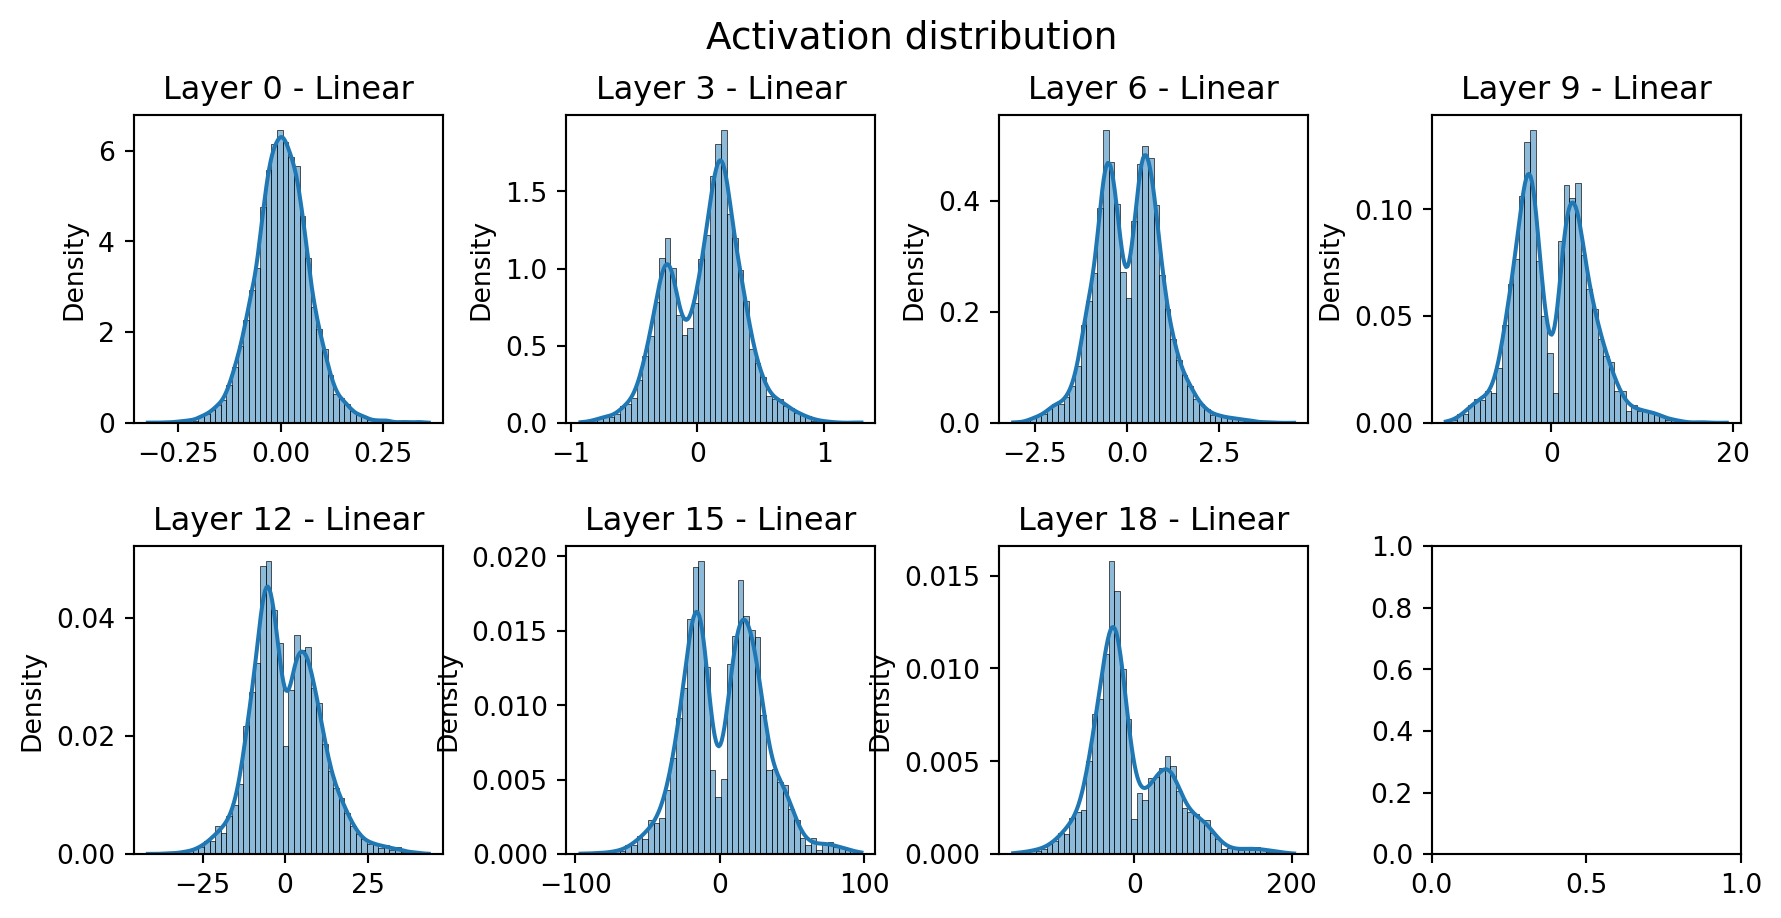 Activation distribution
Layer 0 - Linear
Density
6
4
2
0
−0.25 0.00 0.25
Layer 3 - Linear
Density
1.5
1.0
0.5
0.0
−1 0 1
Layer 6 - Linear
Density
0.4
0.2
0.0
−2.5 0.0 2.5
Layer 9 - Linear
Density
0.10
0.05
0.00
0 20
Layer 12 - Linear
Density
0.04
0.02
0.00
−25 0 25
Layer 15 - Linear
Density
0.020
0.015
0.010
0.005
0.000
−100 0 100
Layer 18 - Linear
Density
0.015
0.010
0.005
0.000
0 200
1.0
0.8
0.6
0.4
0.2
0.0
0.0 0.5 1.0